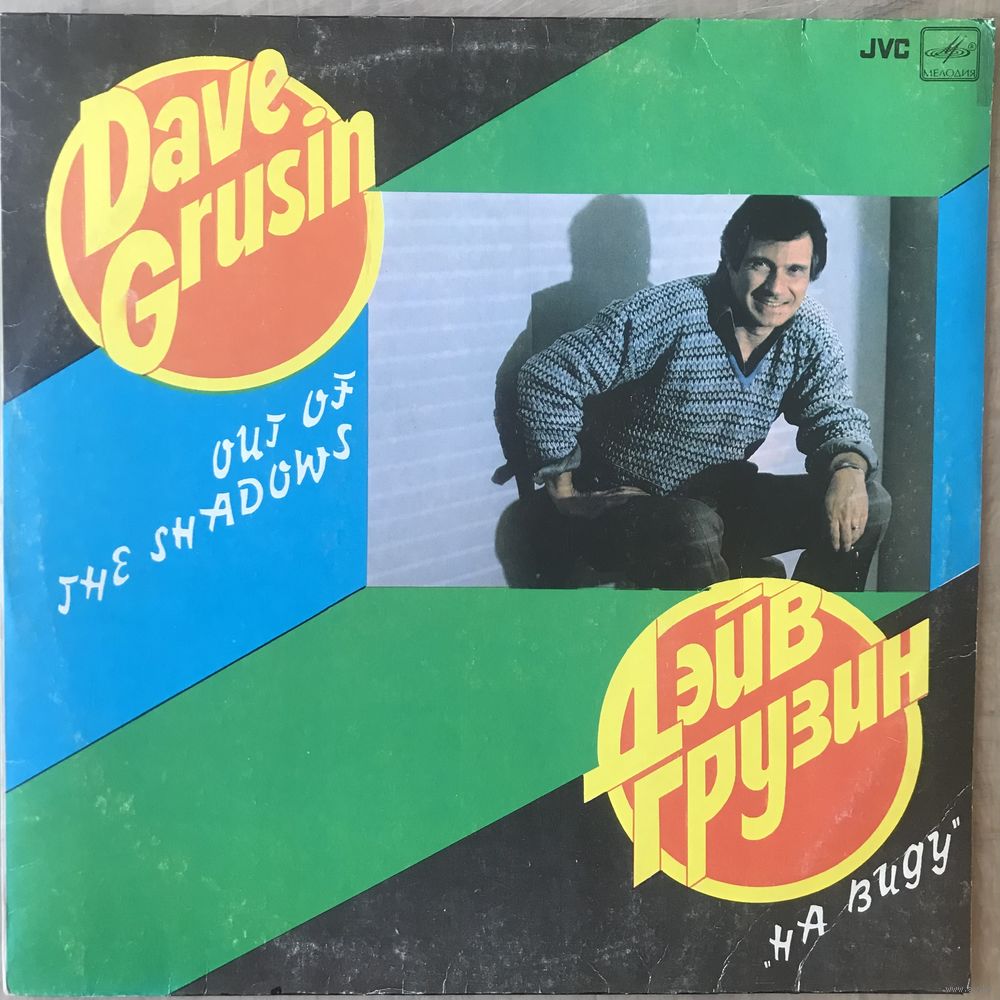 Dave
Grusin
JVC
МЕЛОДИЯ
OUT OF
THE SHADOWS
Дэйв
Грузин
„НА ВИДУ"